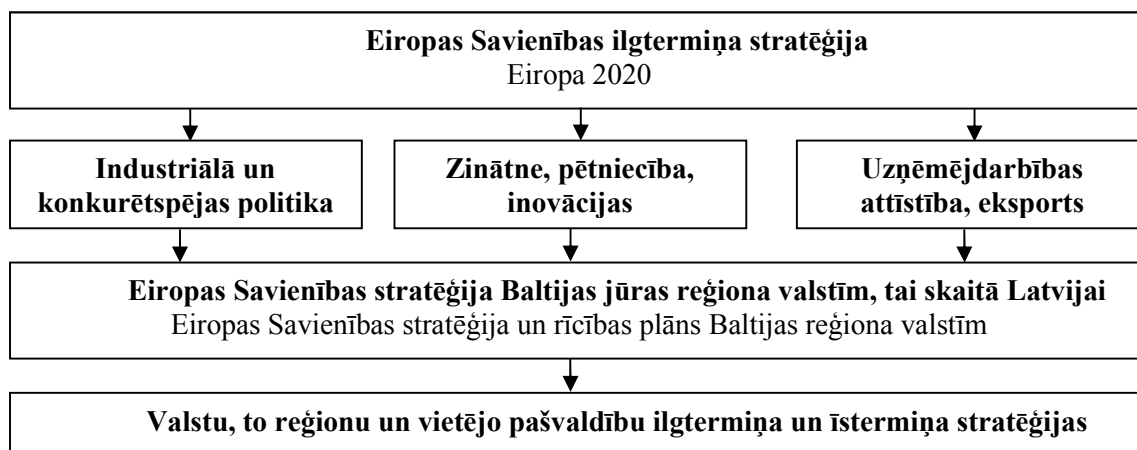 Eiropas Savienības ilgtermiņa stratēģija
Eiropa 2020
Industriālā un
konkurētspējas politika
Zinātne, pētniecība,
inovācijas
Uzņēmējdarbības
attīstība, eksports
Eiropas Savienības stratēģija Baltijas jūras reģiona valstīm, tai skaitā Latvijai
Eiropas Savienības stratēģija un rīcības plāns Baltijas reģiona valstīm
Valstu, to reģionu un vietējo pašvaldību ilgtermiņa un īstermiņa stratēģijas